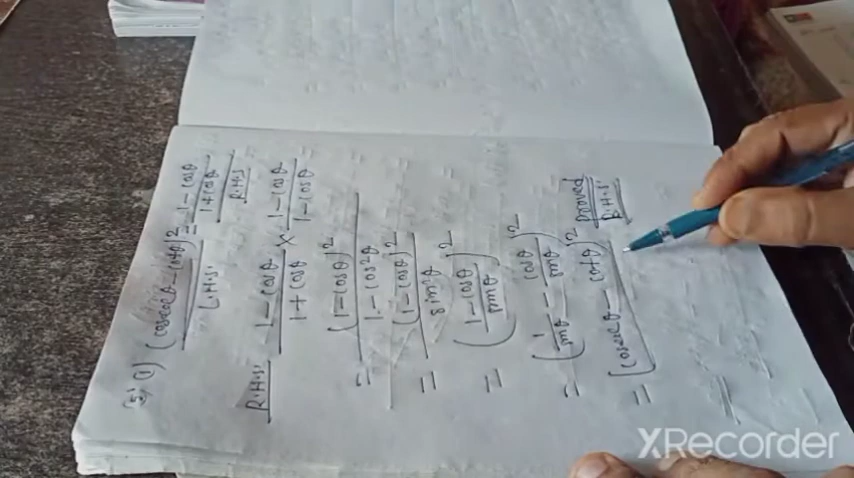 (5) (1) (cosecθ - cotθ)² = 1 - cosθ / 1 + cosθ
L.H.S. R.H.S.
R.H.S. 1 - cosθ / 1 + cosθ × 1 - cosθ / 1 - cosθ
= (1 - cosθ)² / 1 - cos²θ
= (1 - cosθ)² / sin²θ
= (1 - cosθ / sinθ)²
= (1 / sinθ - cosθ / sinθ)²
= (cosecθ - cotθ)² Proved
R.H.S.
XRecorder